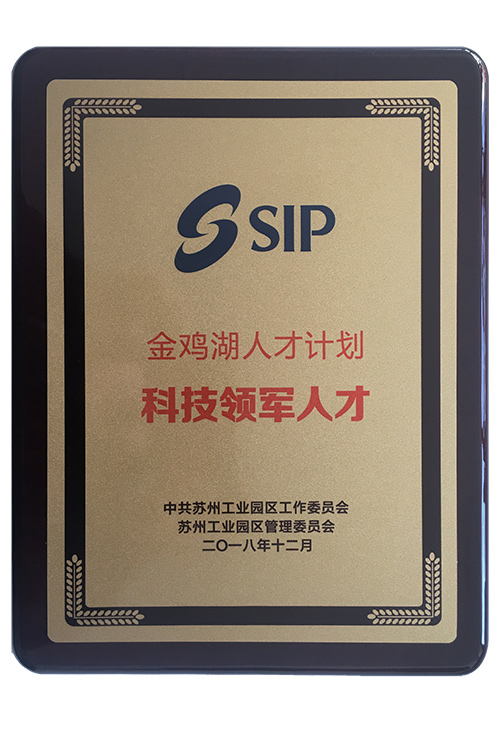 SIP
金鸡湖人才计划
科技领军人才
中共苏州工业园区工作委员会
苏州工业园区管理委员会
二〇一八年十二月